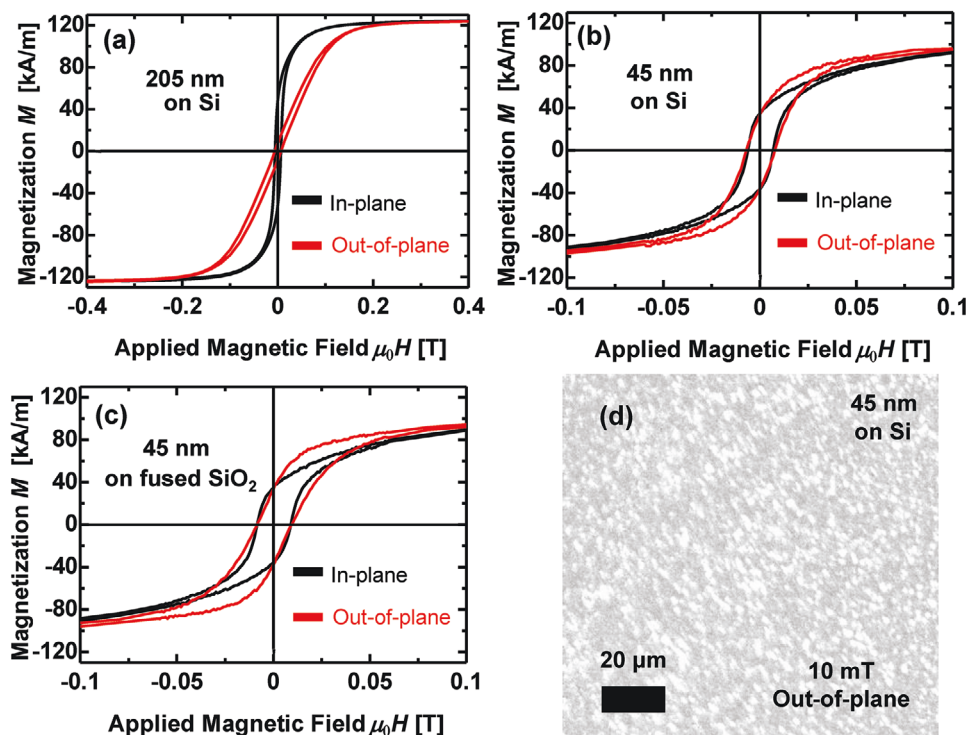 (a)
205 nm
on Si
In-plane
Out-of-plane
Magnetization M [kA/m]
120
80
40
0
-40
-80
-120
-0.4
-0.2
0
0.2
0.4
Applied Magnetic Field μ₀H [T]
(b)
45 nm
on Si
In-plane
Out-of-plane
Magnetization M [kA/m]
120
80
40
0
-40
-80
-120
-0.1
-0.05
0
0.05
0.1
Applied Magnetic Field μ₀H [T]
(c)
45 nm
on fused SiO₂
In-plane
Out-of-plane
Magnetization M [kA/m]
120
80
40
0
-40
-80
-120
-0.1
-0.05
0
0.05
0.1
Applied Magnetic Field μ₀H [T]
(d)
45 nm
on Si
20 μm
10 mT
Out-of-plane